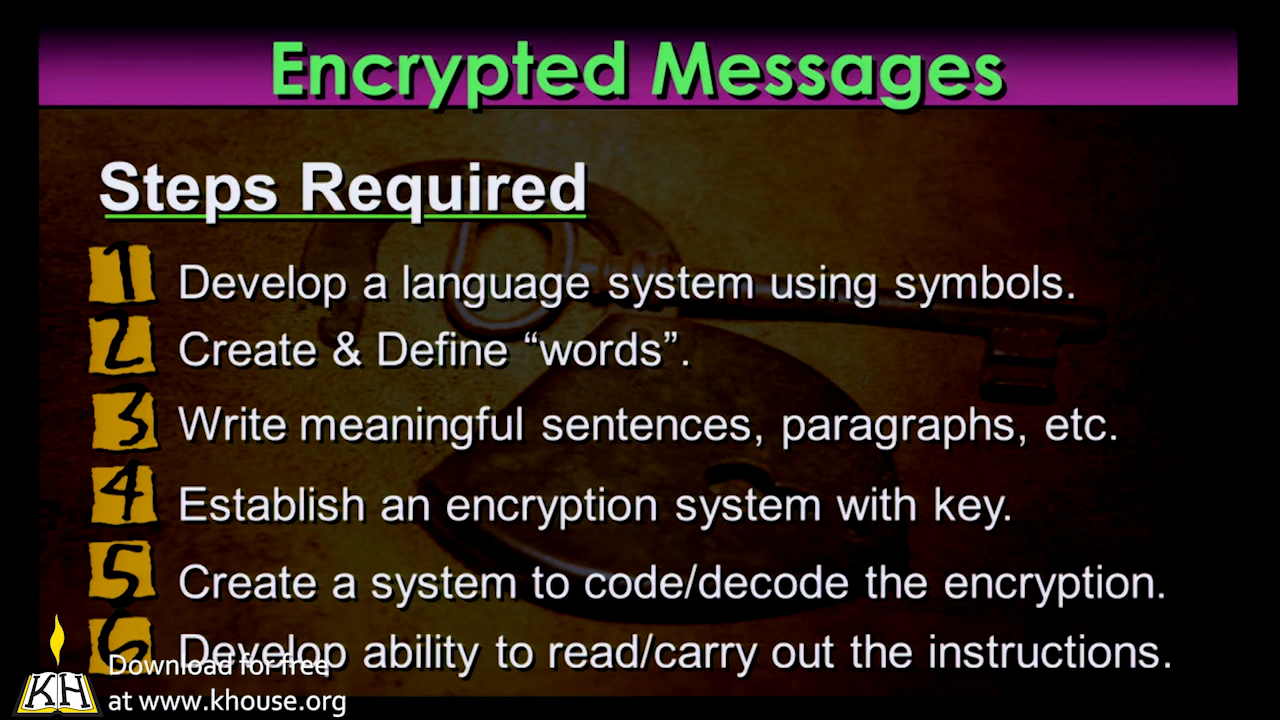 Encrypted Messages
Steps Required
1 Develop a language system using symbols.
2 Create & Define “words”.
3 Write meaningful sentences, paragraphs, etc.
4 Establish an encryption system with key.
5 Create a system to code/decode the encryption.
6 Develop ability to read/carry out the instructions.
KH
Download for free
at www.khouse.org